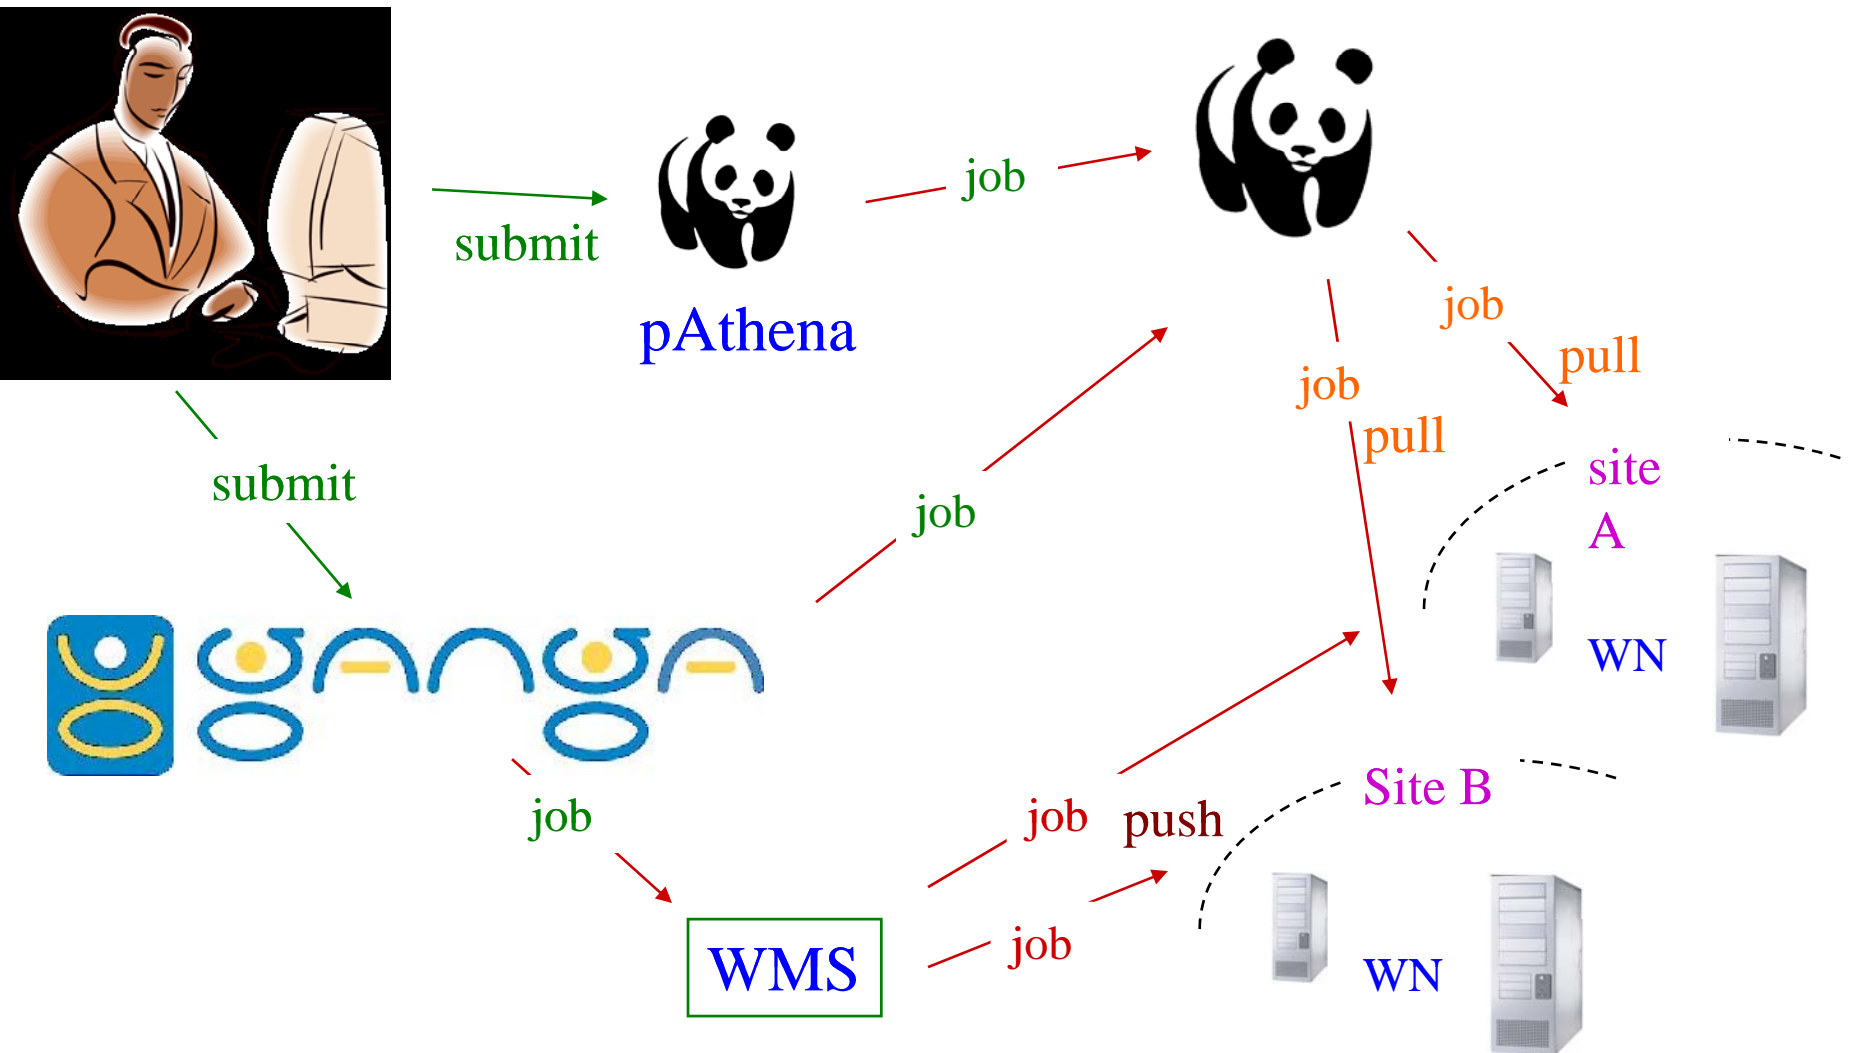 job
submit
pAthena
job
pull
job
pull
submit
site
A
job
ganga
WN
job
job
push
Site B
job
WMS
WN